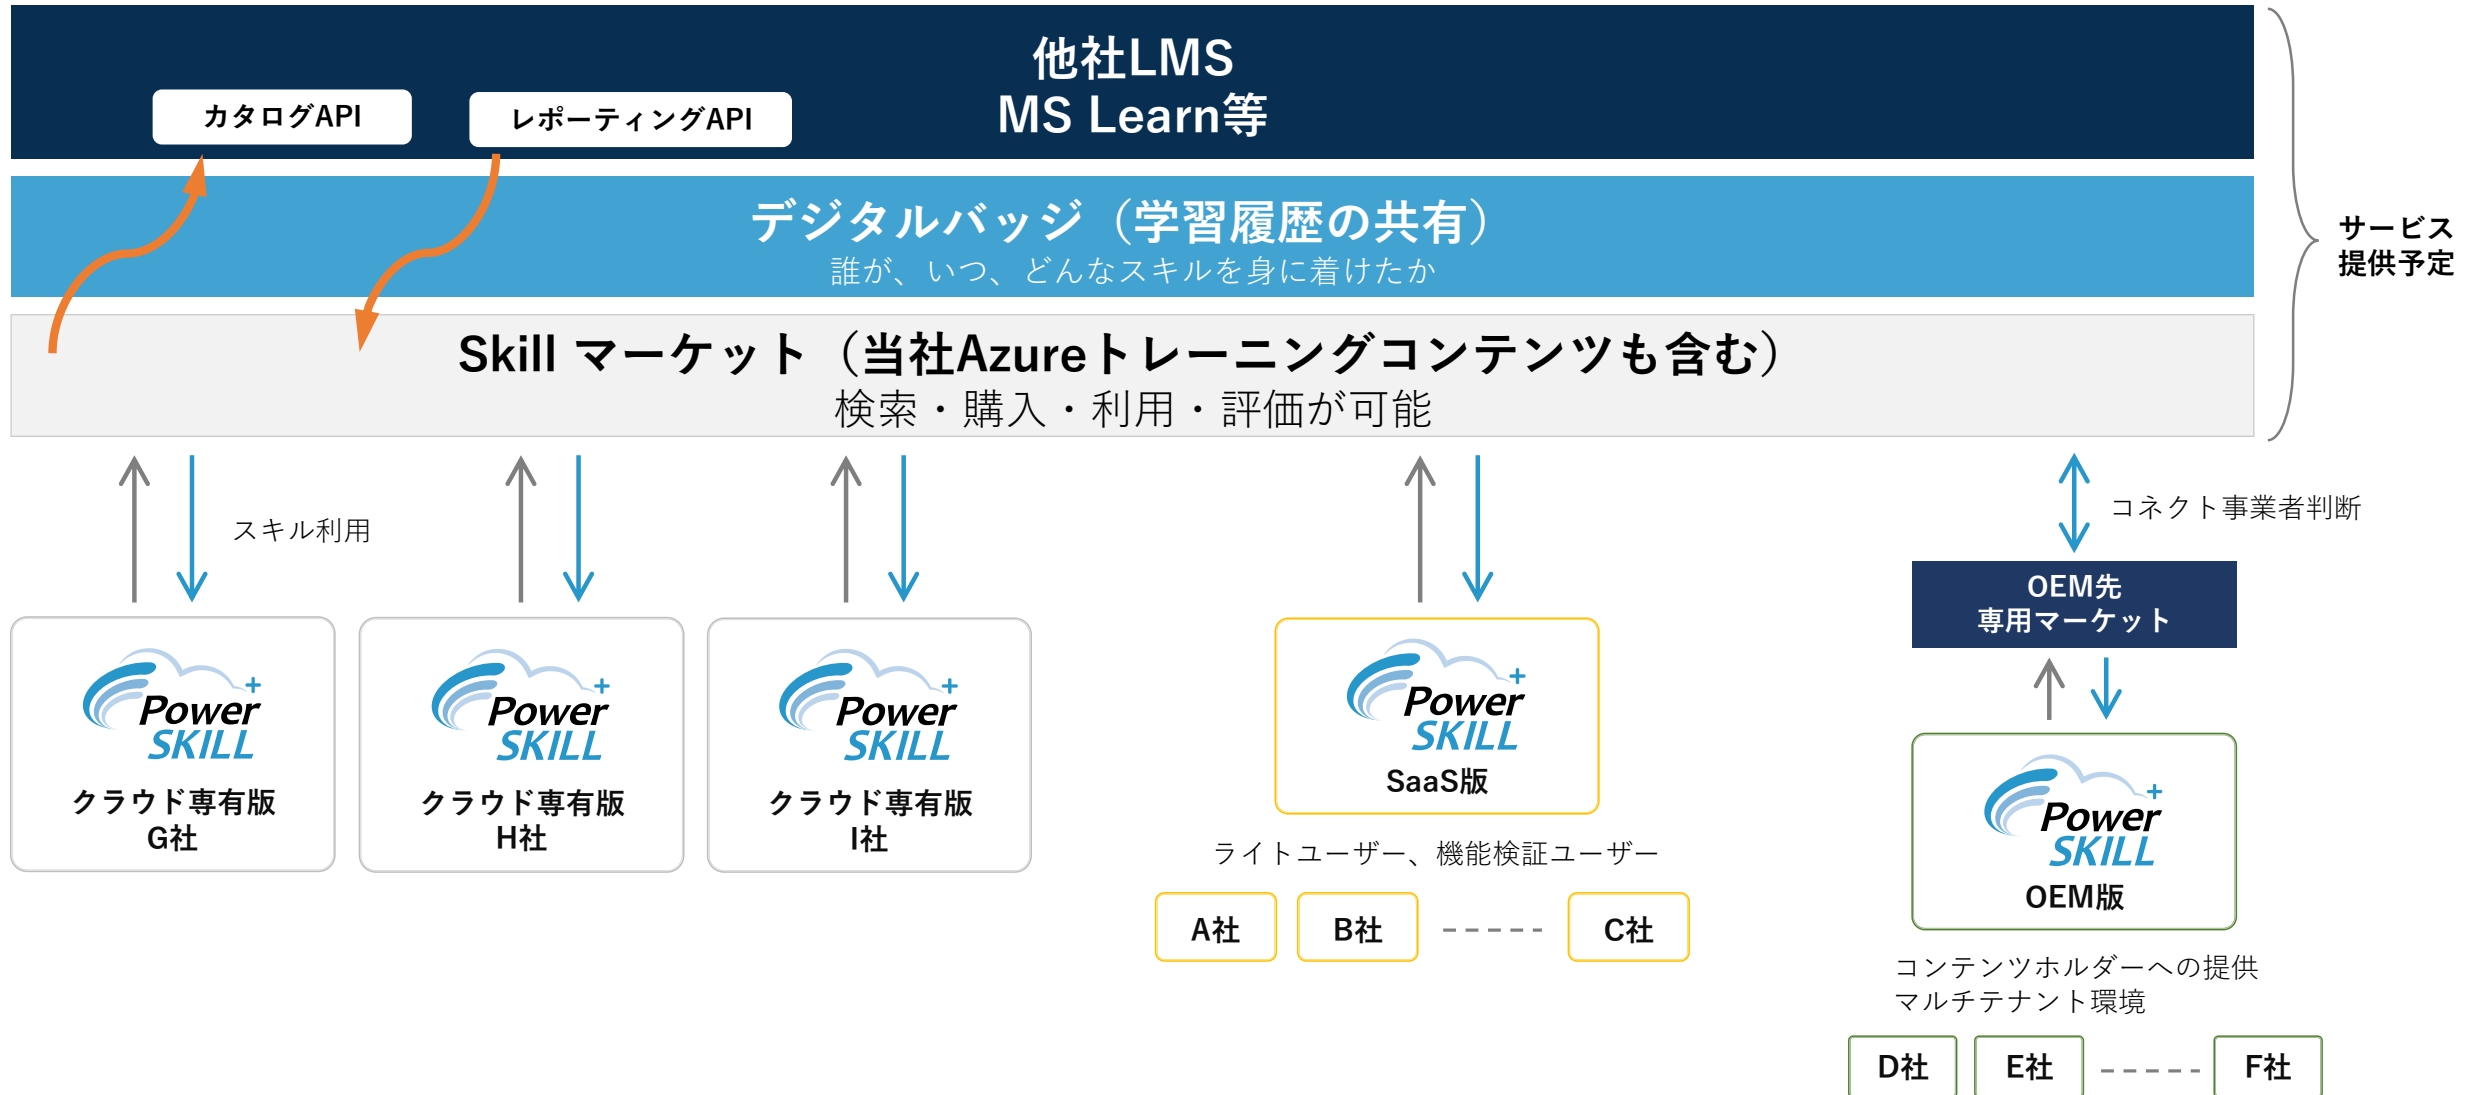 他社LMS
MS Learn等
カタログAPI
レポーティングAPI
デジタルバッジ（学習履歴の共有）
誰が、いつ、どんなスキルを身に着けたか
サービス
提供予定
Skill マーケット（当社Azureトレーニングコンテンツも含む）
検索・購入・利用・評価が可能
スキル利用
コネクト事業者判断
OEM先
専用マーケット
Power+
SKILL
クラウド専有版
G社
Power+
SKILL
クラウド専有版
H社
Power+
SKILL
クラウド専有版
I社
Power+
SKILL
SaaS版
ライトユーザー、機能検証ユーザー
A社
B社
C社
Power+
SKILL
OEM版
コンテンツホルダーへの提供
マルチテナント環境
D社
E社
F社